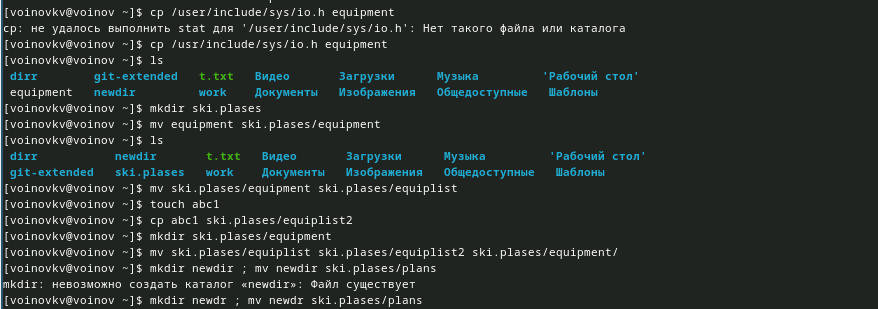 [voinovkv@voinov ~]$ cp /user/include/sys/io.h equipment
cp: не удалось выполнить stat для '/user/include/sys/io.h': Нет такого файла или каталога
[voinovkv@voinov ~]$ cp /usr/include/sys/io.h equipment
[voinovkv@voinov ~]$ ls
dirr git-extended t.txt Видео Загрузки Музыка 'Рабочий стол'
equipment newdir work Документы Изображения Общедоступные Шаблоны
[voinovkv@voinov ~]$ mkdir ski.plases
[voinovkv@voinov ~]$ mv equipment ski.plases/equipment
[voinovkv@voinov ~]$ ls
dirr newdir t.txt Видео Загрузки Музыка 'Рабочий стол'
git-extended ski.plases work Документы Изображения Общедоступные Шаблоны
[voinovkv@voinov ~]$ mv ski.plases/equipment ski.plases/equiplist
[voinovkv@voinov ~]$ touch abc1
[voinovkv@voinov ~]$ cp abc1 ski.plases/equiplist2
[voinovkv@voinov ~]$ mkdir ski.plases/equipment
[voinovkv@voinov ~]$ mv ski.plases/equiplist ski.plases/equiplist2 ski.plases/equipment/
[voinovkv@voinov ~]$ mkdir newdir ; mv newdir ski.plases/plans
mkdir: невозможно создать каталог «newdir»: Файл существует
[voinovkv@voinov ~]$ mkdir newdr ; mv newdr ski.plases/plans